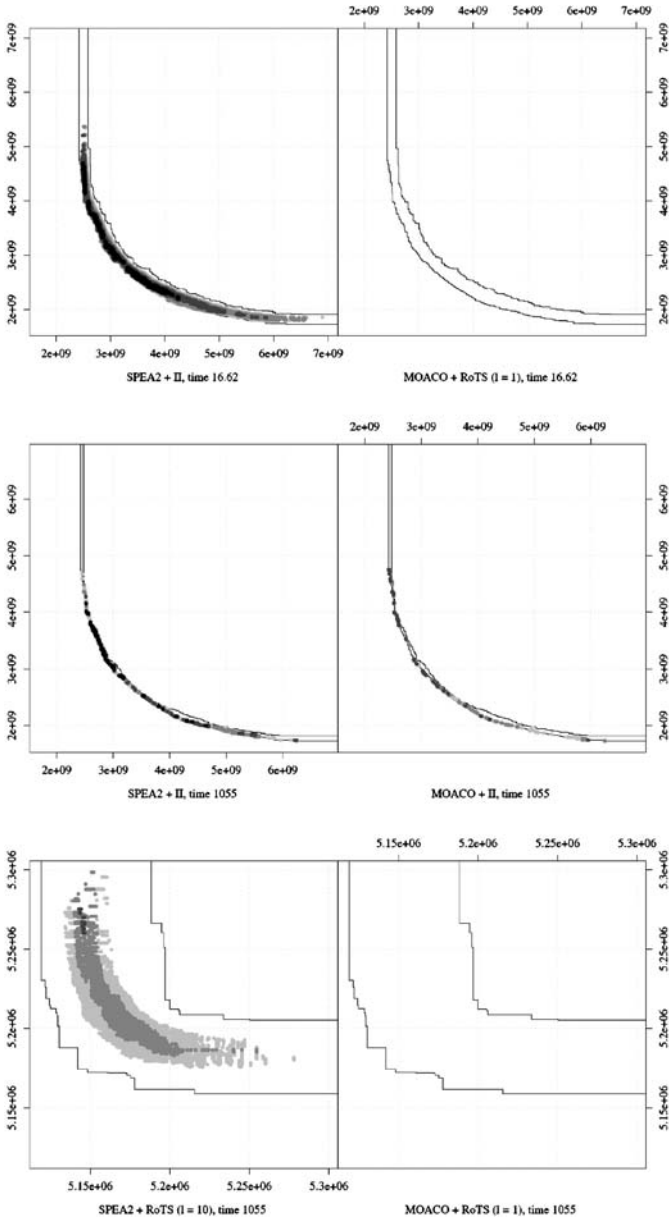 2e+09 3e+09 4e+09 5e+09 6e+09 7e+09
7e+09
6e+09
5e+09
4e+09
3e+09
2e+09
7e+09
6e+09
5e+09
4e+09
3e+09
2e+09
2e+09 3e+09 4e+09 5e+09 6e+09 7e+09
SPEA2 + II, time 16.62
MOACO + RoTS (l = 1), time 16.62
2e+09 3e+09 4e+09 5e+09 6e+09
6e+09
5e+09
4e+09
3e+09
2e+09
6e+09
5e+09
4e+09
3e+09
2e+09
2e+09 3e+09 4e+09 5e+09 6e+09
SPEA2 + II, time 1055
MOACO + II, time 1055
5.15e+06 5.2e+06 5.25e+06 5.3e+06
5.3e+06
5.25e+06
5.2e+06
5.15e+06
5.3e+06
5.25e+06
5.2e+06
5.15e+06
5.15e+06 5.2e+06 5.25e+06 5.3e+06
SPEA2 + RoTS (l = 10), time 1055
MOACO + RoTS (l = 1), time 1055